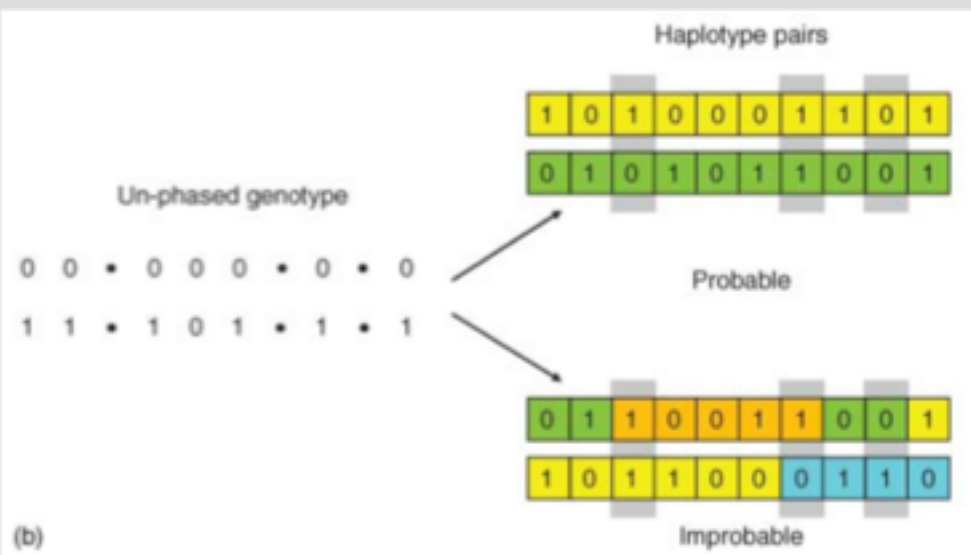 Haplotype pairs
1 0 1 0 0 0 1 1 0 1
0 1 0 1 0 1 1 0 0 1
Un-phased genotype
0 0 • 0 0 0 • 0 • 0
1 1 • 1 0 1 • 1 • 1
Probable
0 1 1 0 0 1 1 0 0 1
1 0 1 1 0 0 0 1 1 0
(b)
Improbable